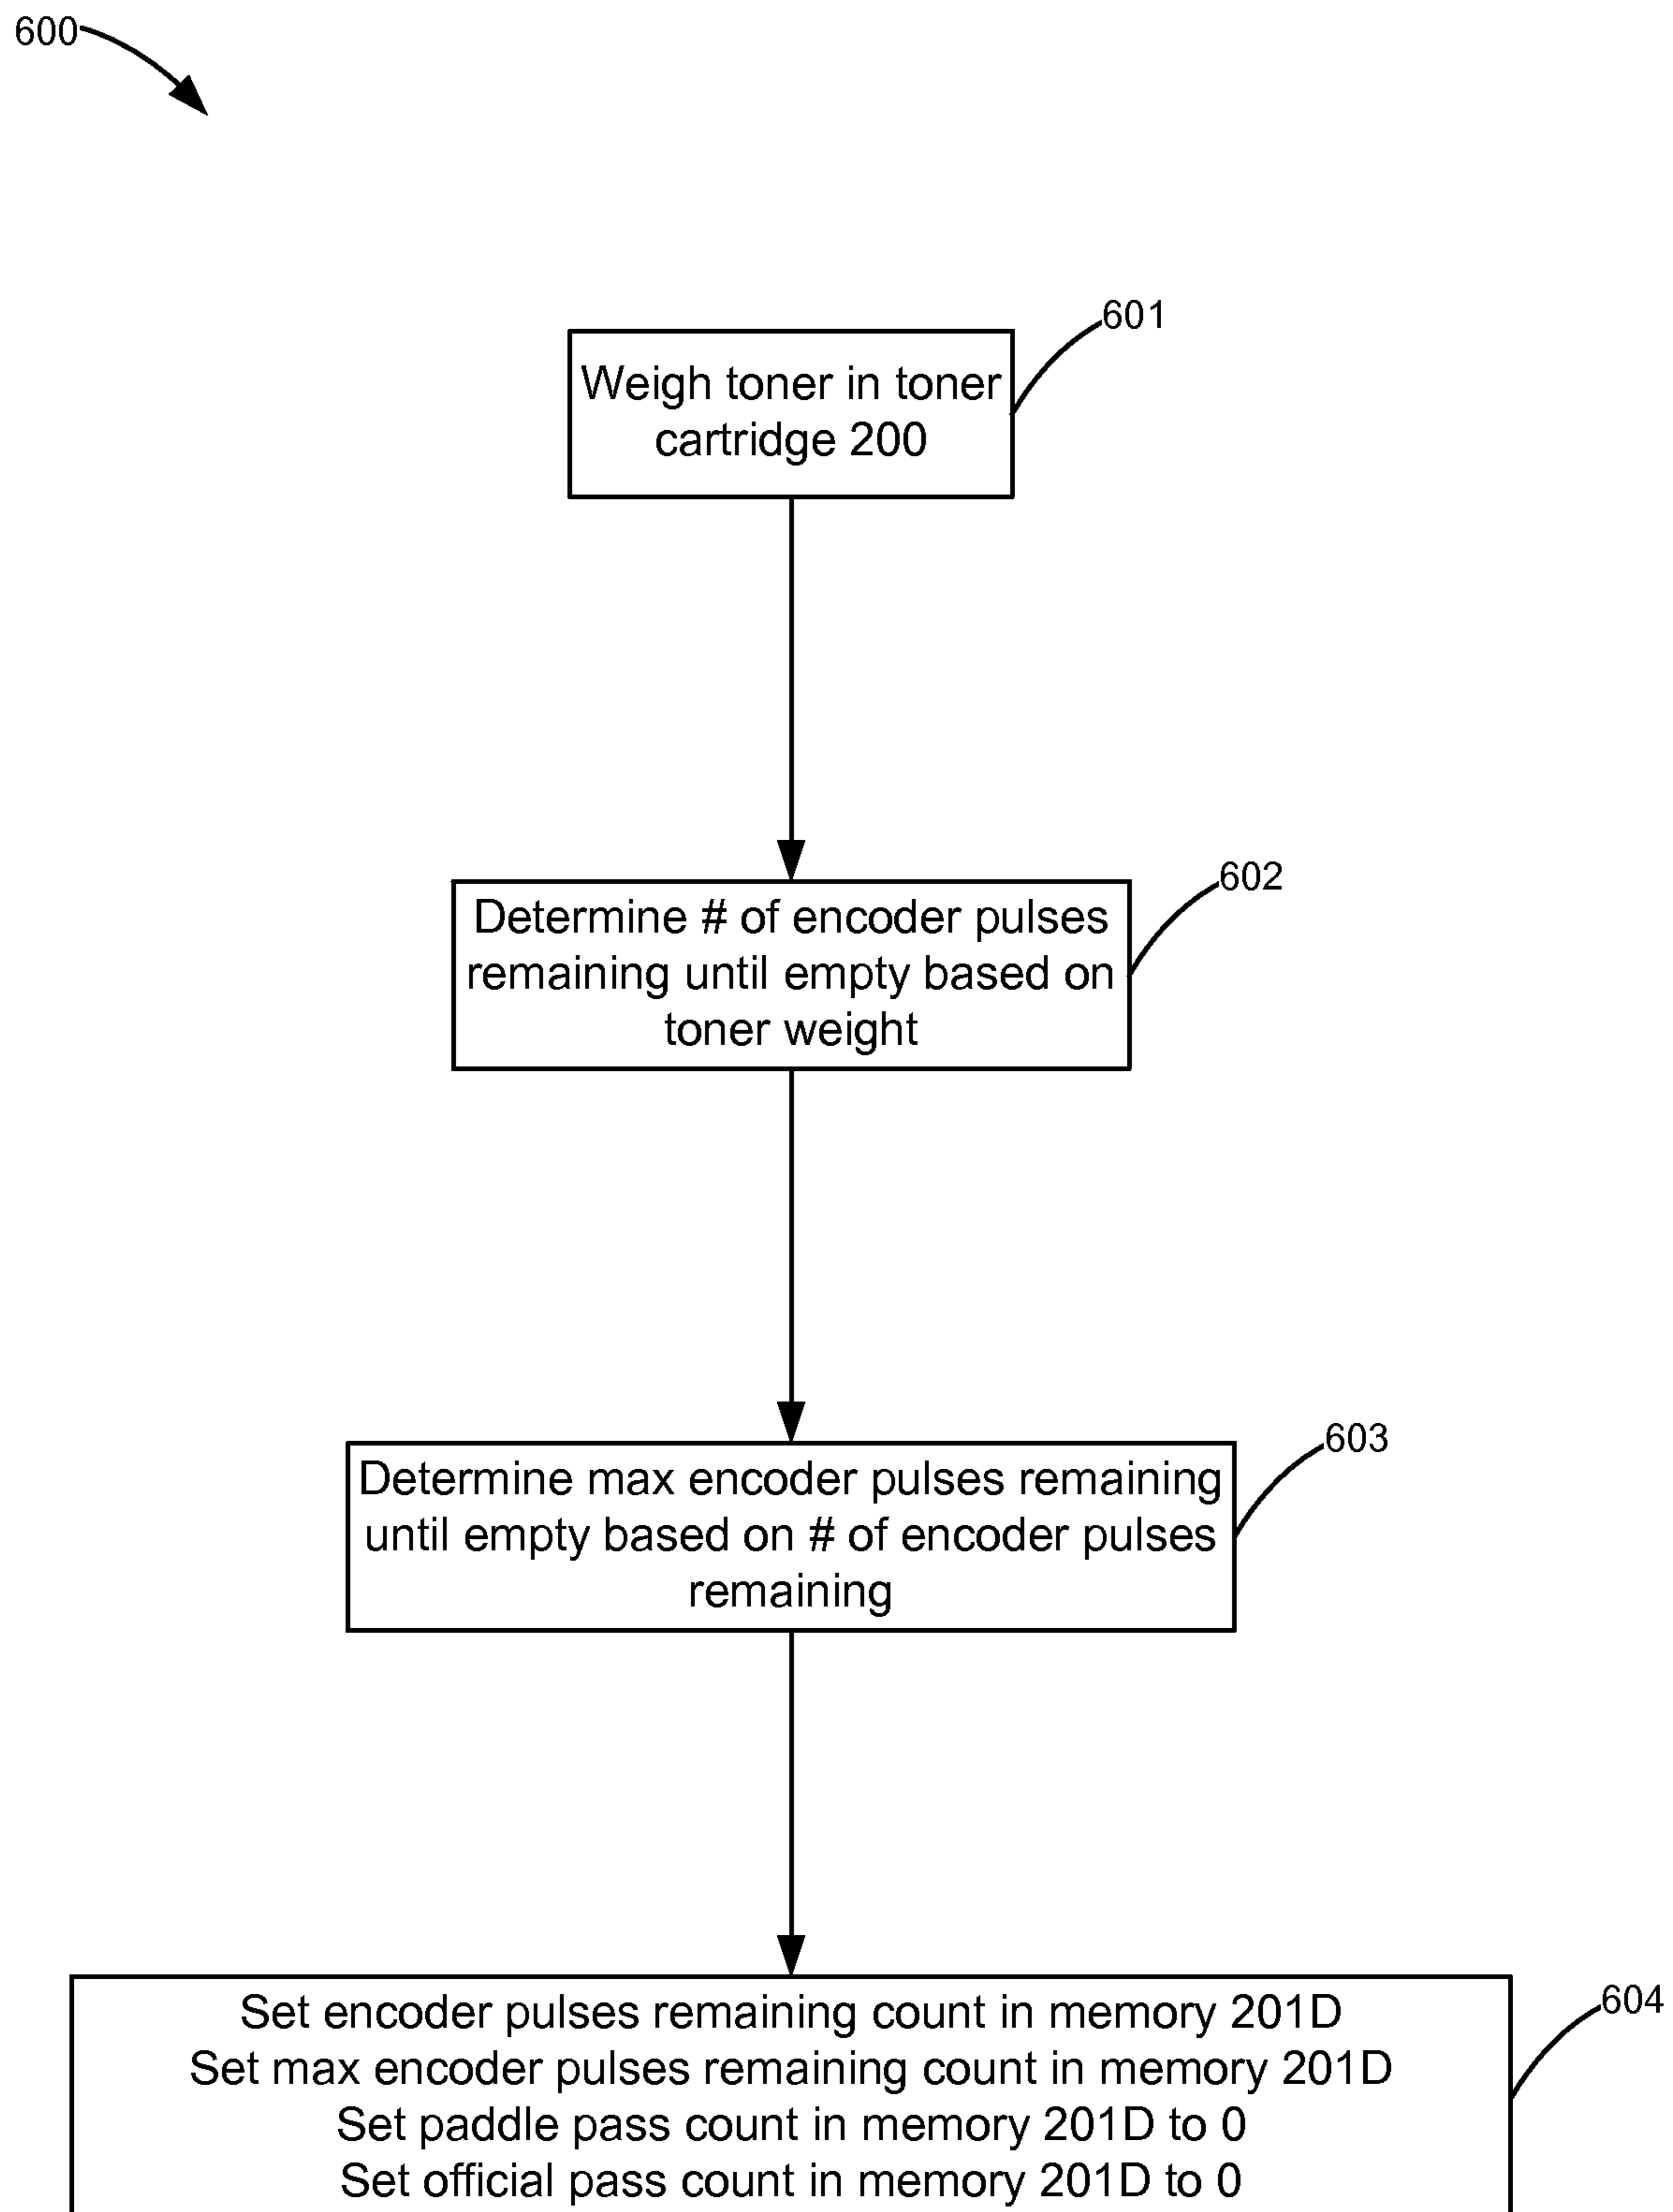 600
601
Weigh toner in toner
cartridge 200
602
Determine # of encoder pulses
remaining until empty based on
toner weight
603
Determine max encoder pulses remaining
until empty based on # of encoder pulses
remaining
604
Set encoder pulses remaining count in memory 201D
Set max encoder pulses remaining count in memory 201D
Set paddle pass count in memory 201D to 0
Set official pass count in memory 201D to 0